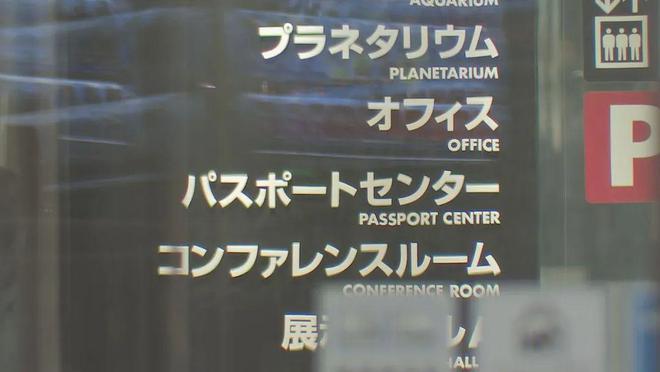 AQUARIUM
プラネタリウム
PLANETARIUM
オフィス
OFFICE
P
パスポートセンター
PASSPORT CENTER
コンファレンスルーム
CONFERENCE ROOM